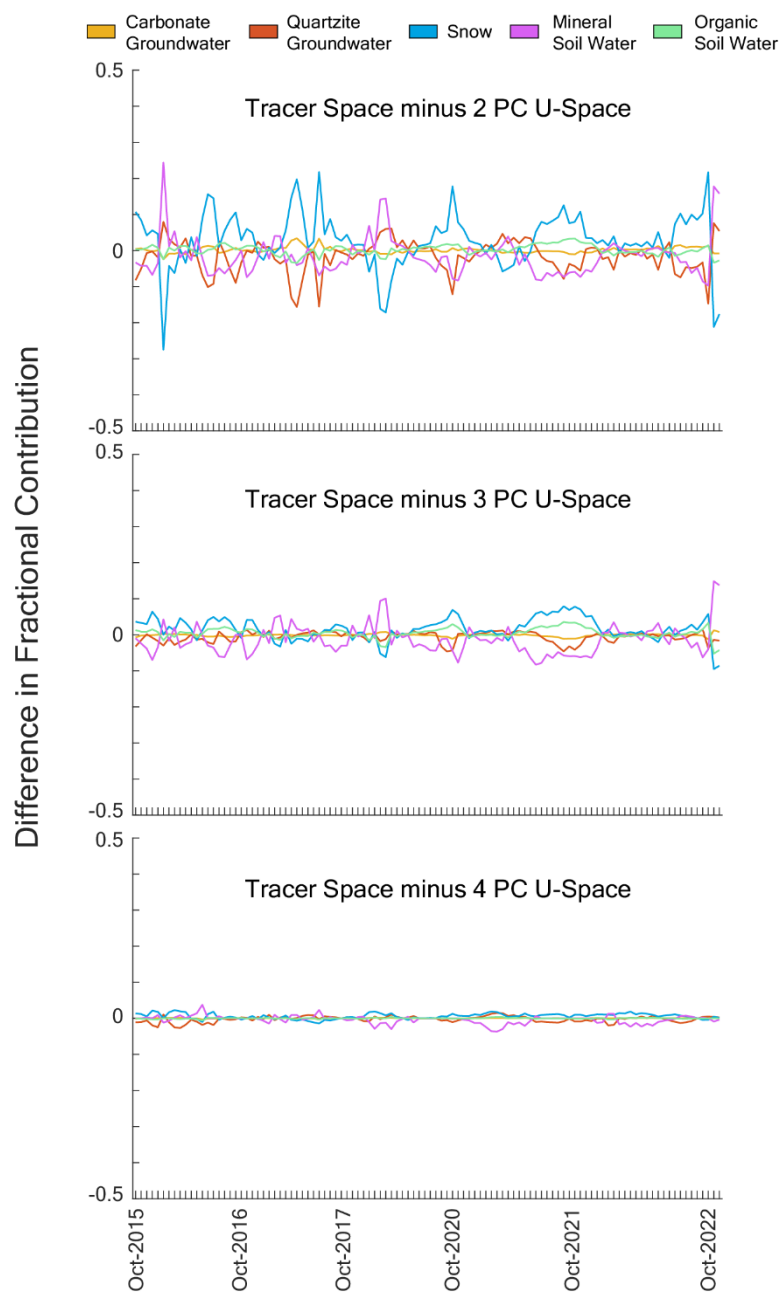 Carbonate
Groundwater
Quartzite
Groundwater
Snow
Mineral
Soil Water
Organic
Soil Water
Difference in Fractional Contribution
0.5
Tracer Space minus 2 PC U-Space
0
-0.5
0.5
Tracer Space minus 3 PC U-Space
0
-0.5
0.5
Tracer Space minus 4 PC U-Space
0
-0.5
Oct-2015
Oct-2016
Oct-2017
Oct-2020
Oct-2021
Oct-2022